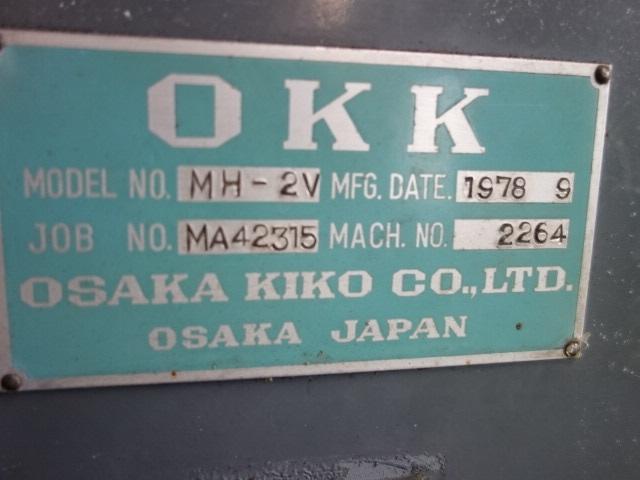 OKK
MODEL NO. MH-2V MFG. DATE. 1978 9
JOB NO. MA42315 MACH. NO. 2264
OSAKA KIKO CO.,LTD.
OSAKA JAPAN